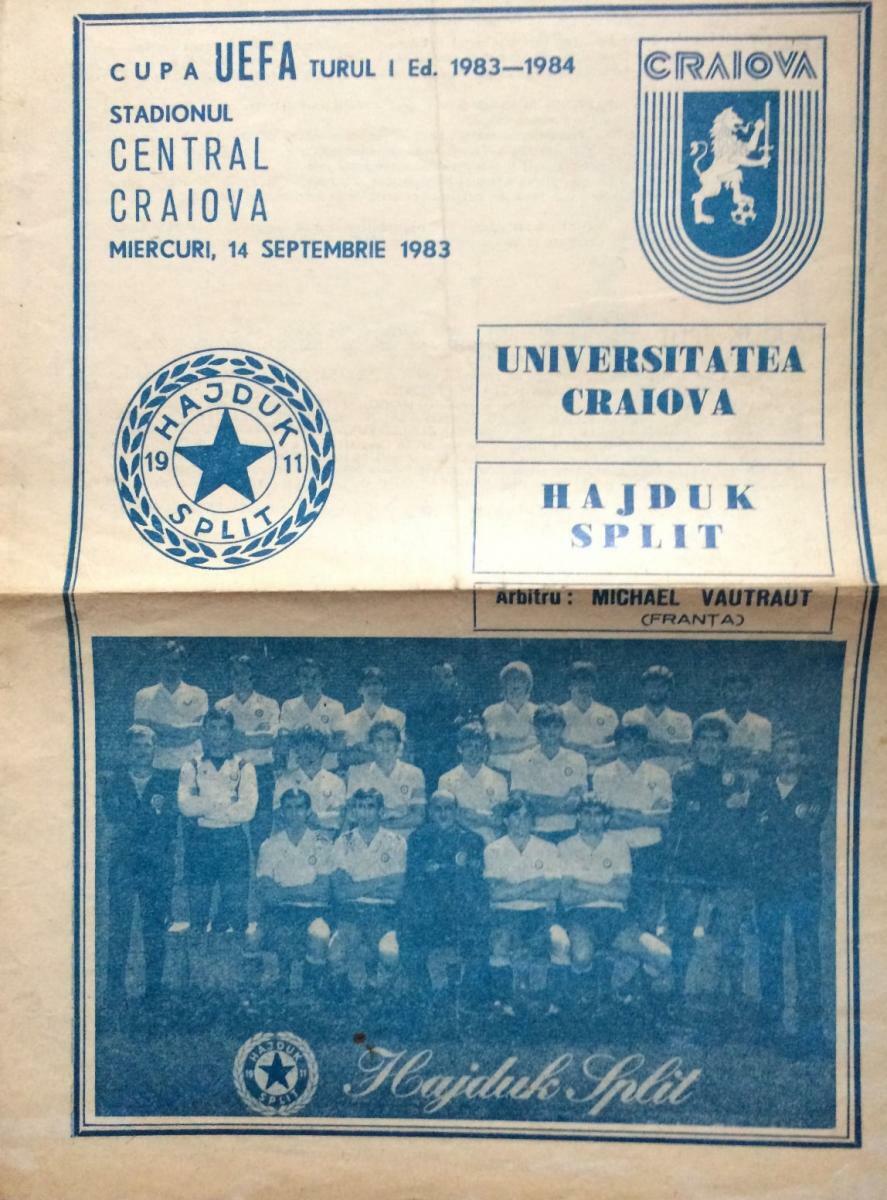 CUPA UEFA TURUL I Ed. 1983—1984
STADIONUL
CENTRAL
CRAIOVA
MIERCURI, 14 SEPTEMBRIE 1983
CRAIOVA
HAJDUK
19 11
SPLIT
UNIVERSITATEA
CRAIOVA
HAJDUK
SPLIT
Arbitru: MICHAEL VAUTRAUT
(FRANȚA)
HAJDUK
19 11
SPLIT
Hajduk Split